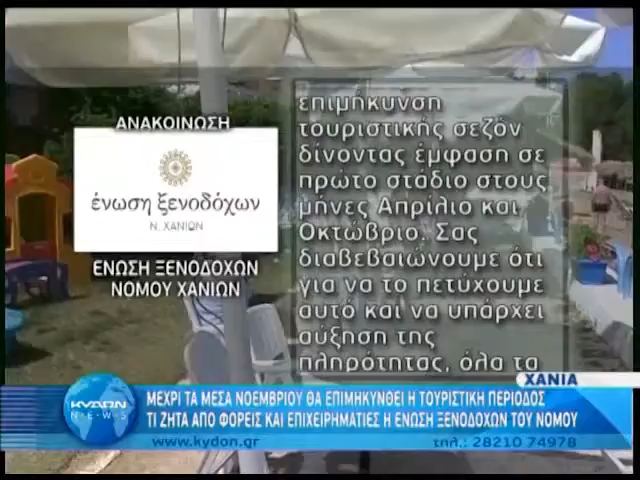 ΑΝΑΚΟΙΝΩΣΗ
ένωση ξενοδόχων
Ν. ΧΑΝΙΩΝ
ΕΝΩΣΗ ΞΕΝΟΔΟΧΩΝ
ΝΟΜΟΥ ΧΑΝΙΩΝ
επιμήκυνση
τουριστικής σεζόν
δίνοντας έμφαση σε
πρώτο στάδιο στους
μήνες Απρίλιο και
Οκτώβριο. Σας
διαβεβαιώνουμε ότι
για να το πετύχουμε
αυτό και να υπάρχει
αύξηση της
πληρότητας, όλα τα
ΧΑΝΙΑ
KYDON
NEWS
ΜΕΧΡΙ ΤΑ ΜΕΣΑ ΝΟΕΜΒΡΙΟΥ ΘΑ ΕΠΙΜΗΚΥΝΘΕΙ Η ΤΟΥΡΙΣΤΙΚΗ ΠΕΡΙΟΔΟΣ
ΤΙ ΖΗΤΑ ΑΠΟ ΦΟΡΕΙΣ ΚΑΙ ΕΠΙΧΕΙΡΗΜΑΤΙΕΣ Η ΕΝΩΣΗ ΞΕΝΟΔΟΧΩΝ ΤΟΥ ΝΟΜΟΥ
www.kydon.gr
τηλ.: 28210 74978